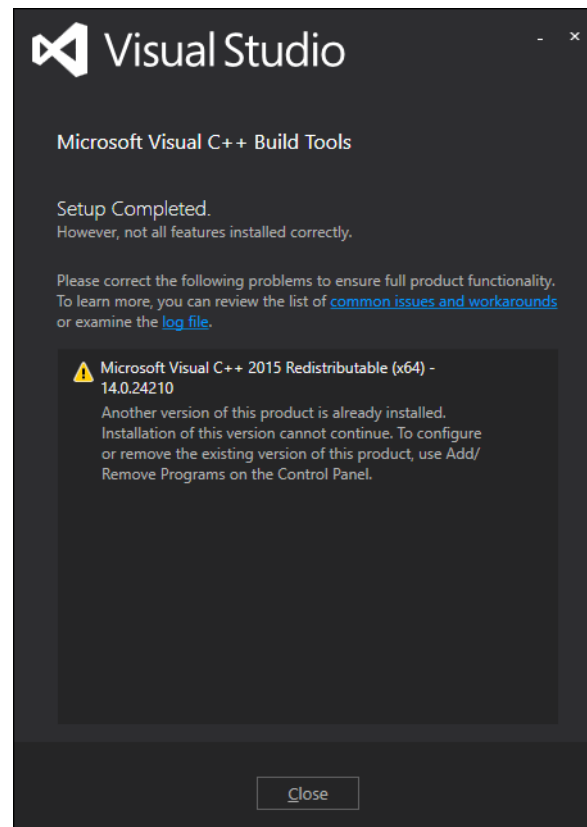 Visual Studio
Microsoft Visual C++ Build Tools
Setup Completed.
However, not all features installed correctly.
Please correct the following problems to ensure full product functionality.
To learn more, you can review the list of common issues and workarounds
or examine the log file.
Microsoft Visual C++ 2015 Redistributable (x64) -
14.0.24210
Another version of this product is already installed.
Installation of this version cannot continue. To configure
or remove the existing version of this product, use Add/
Remove Programs on the Control Panel.
Close